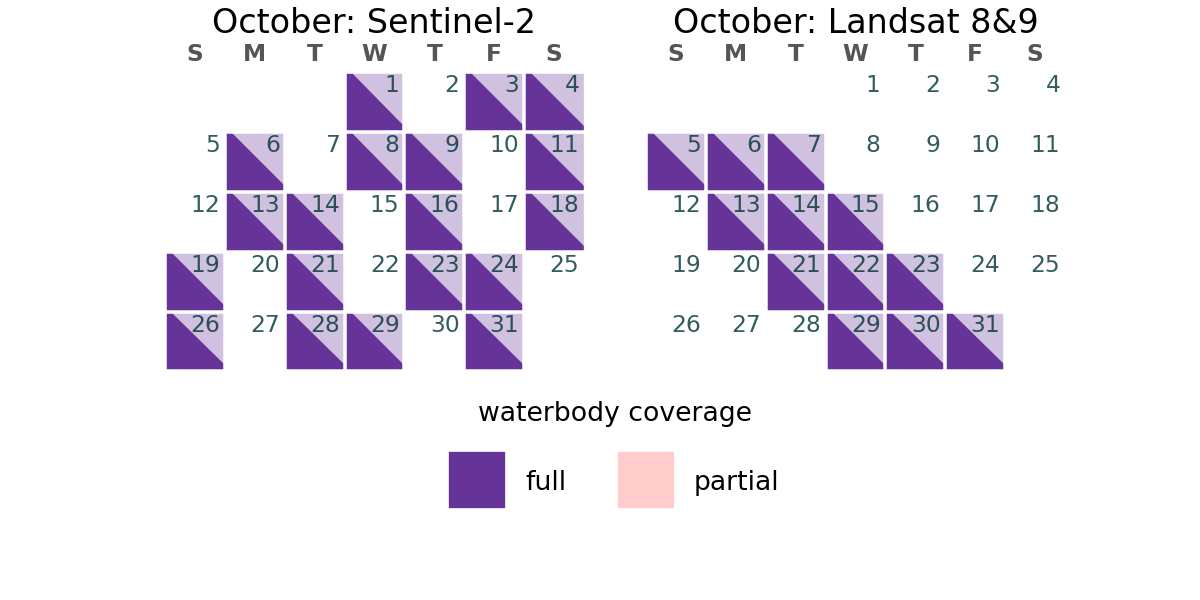 October: Sentinel-2
S M T W T F S
1 2 3 4
5 6 7 8 9 10 11
12 13 14 15 16 17 18
19 20 21 22 23 24 25
26 27 28 29 30 31
October: Landsat 8&9
S M T W T F S
1 2 3 4
5 6 7 8 9 10 11
12 13 14 15 16 17 18
19 20 21 22 23 24 25
26 27 28 29 30 31
waterbody coverage
full partial